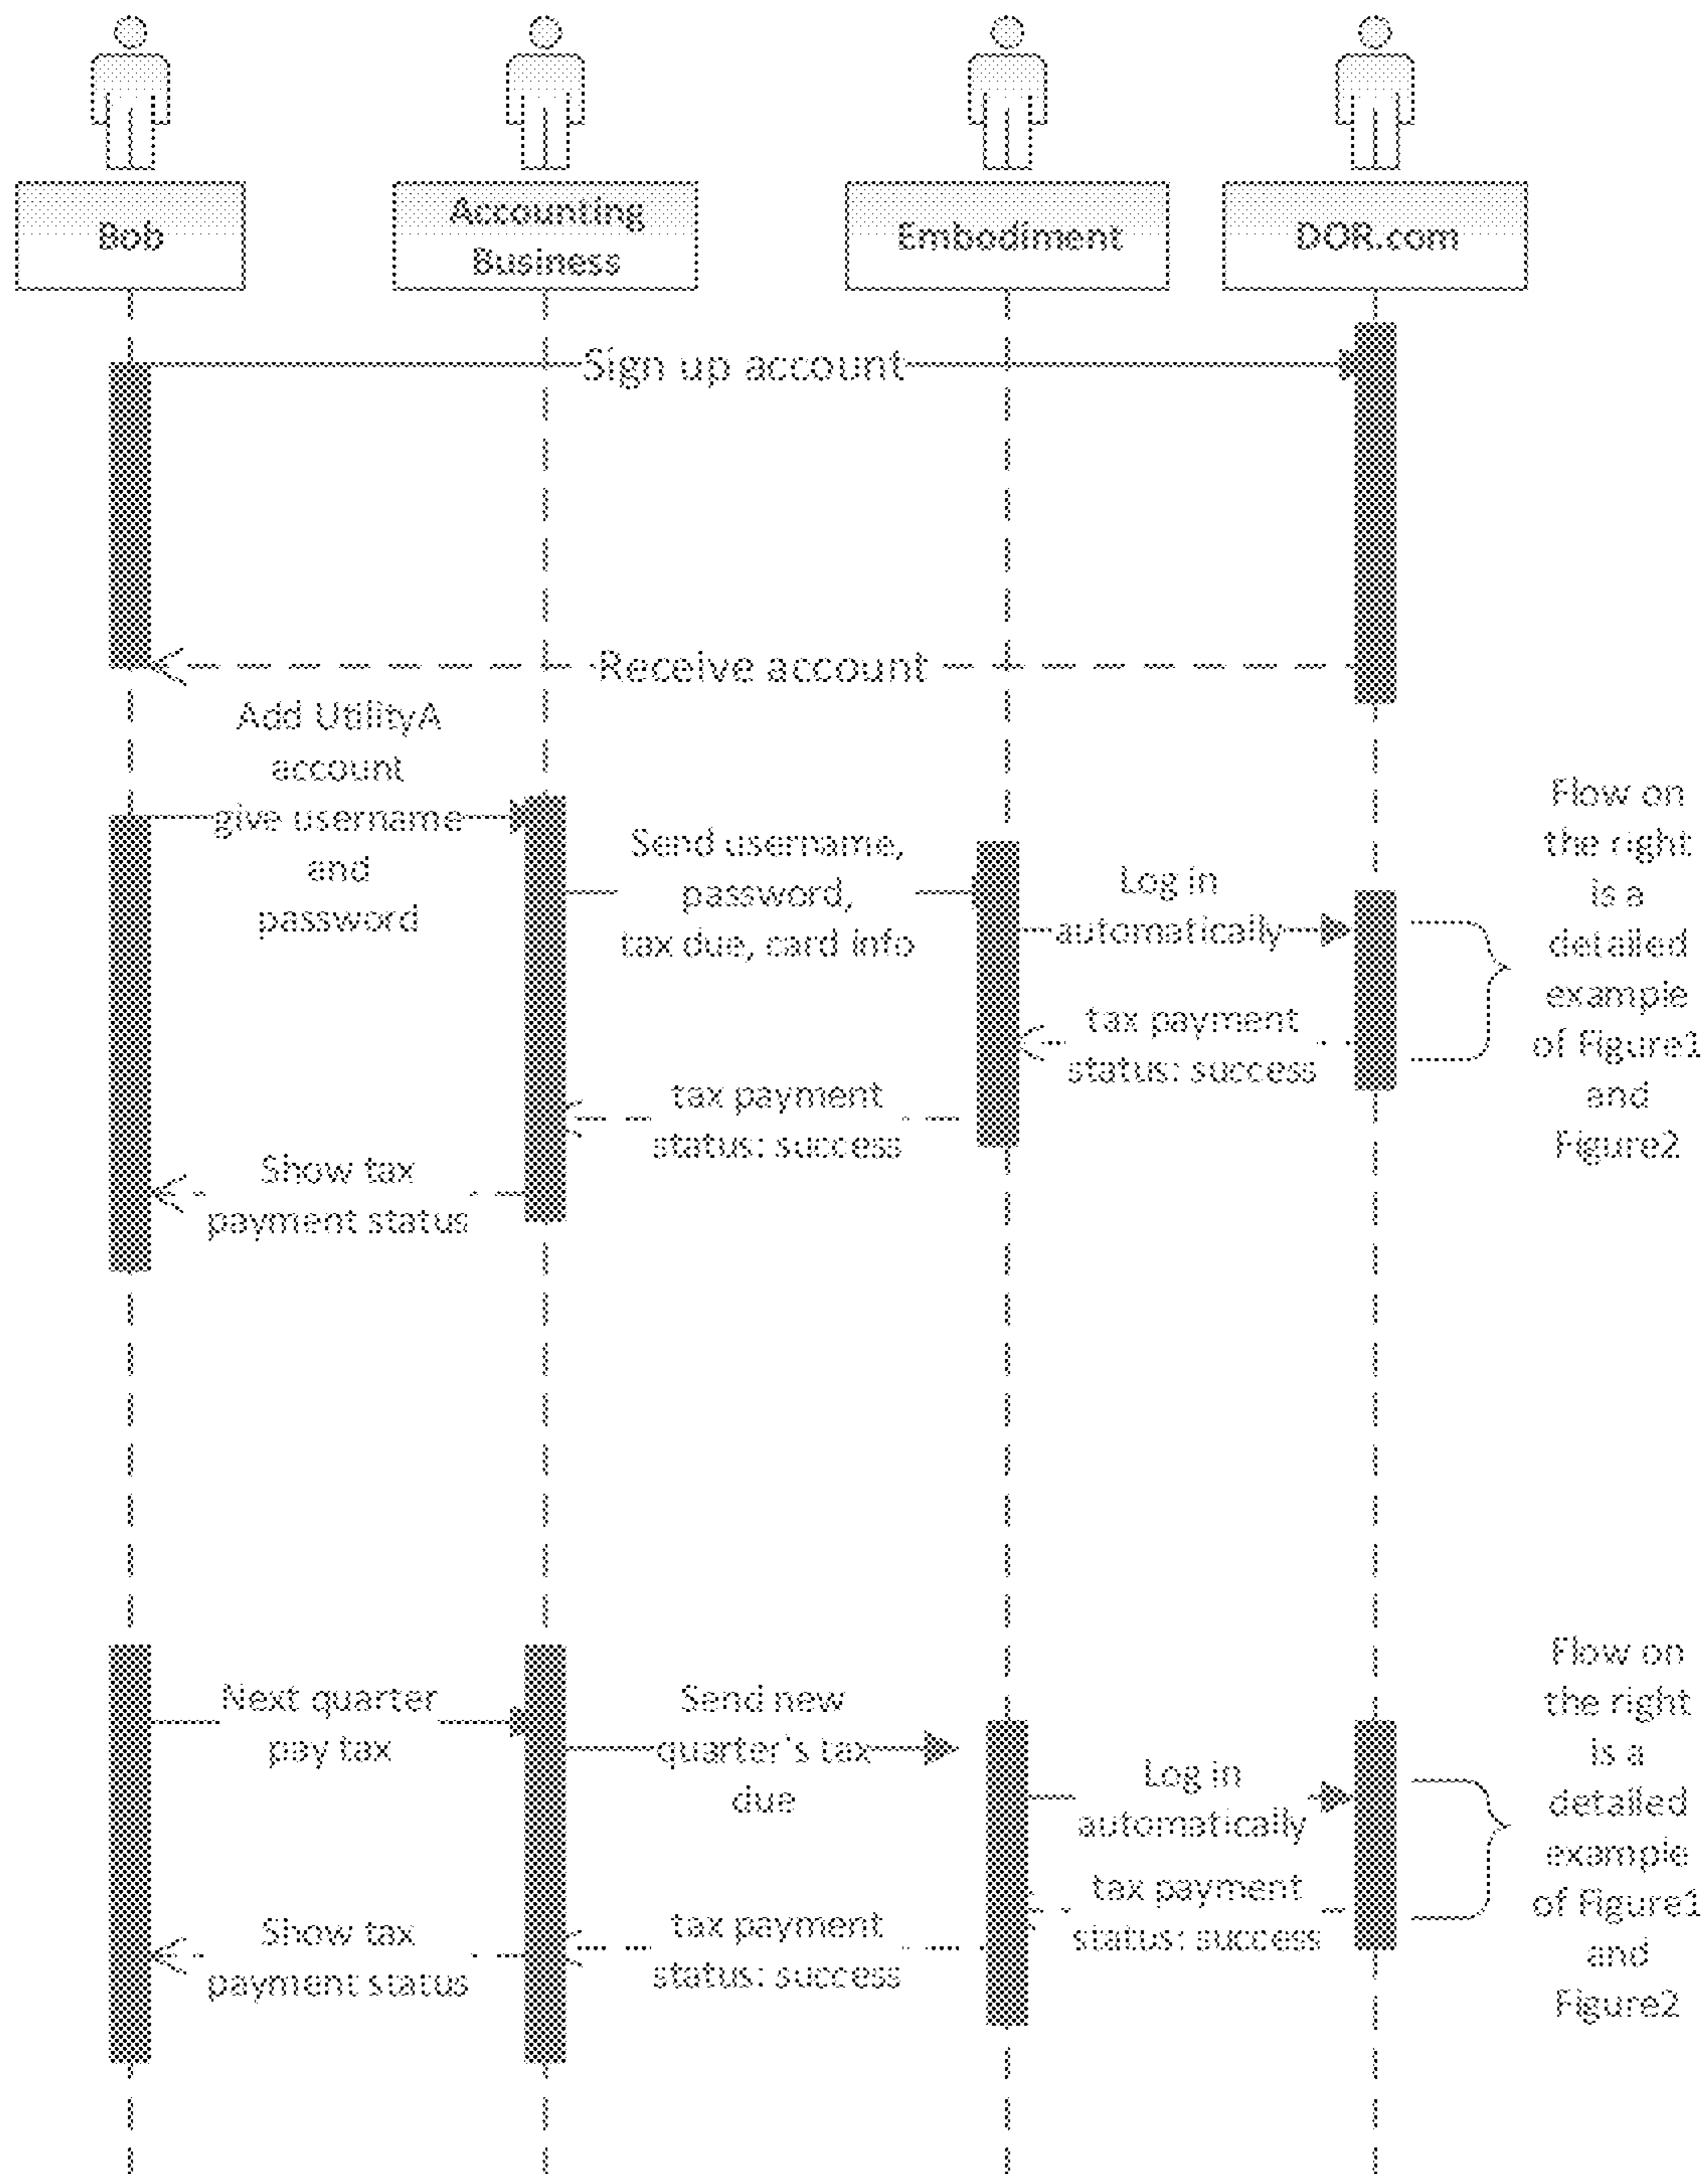 Bob
Accounting
Business
Embodiment
DOR.com
Sign up account
Receive account
Add UtilityA
account
give username
and
password
Send username,
password,
tax due, card info
Log in
automatically
tax payment
status: success
tax payment
status: success
Show tax
payment status
Flow on
the right
is a
detailed
example
of Figure1
and
Figure2
Next quarter
pay tax
Send new
quarter's tax
due
Log in
automatically
tax payment
status: success
tax payment
status: success
Show tax
payment status
Flow on
the right
is a
detailed
example
of Figure1
and
Figure2